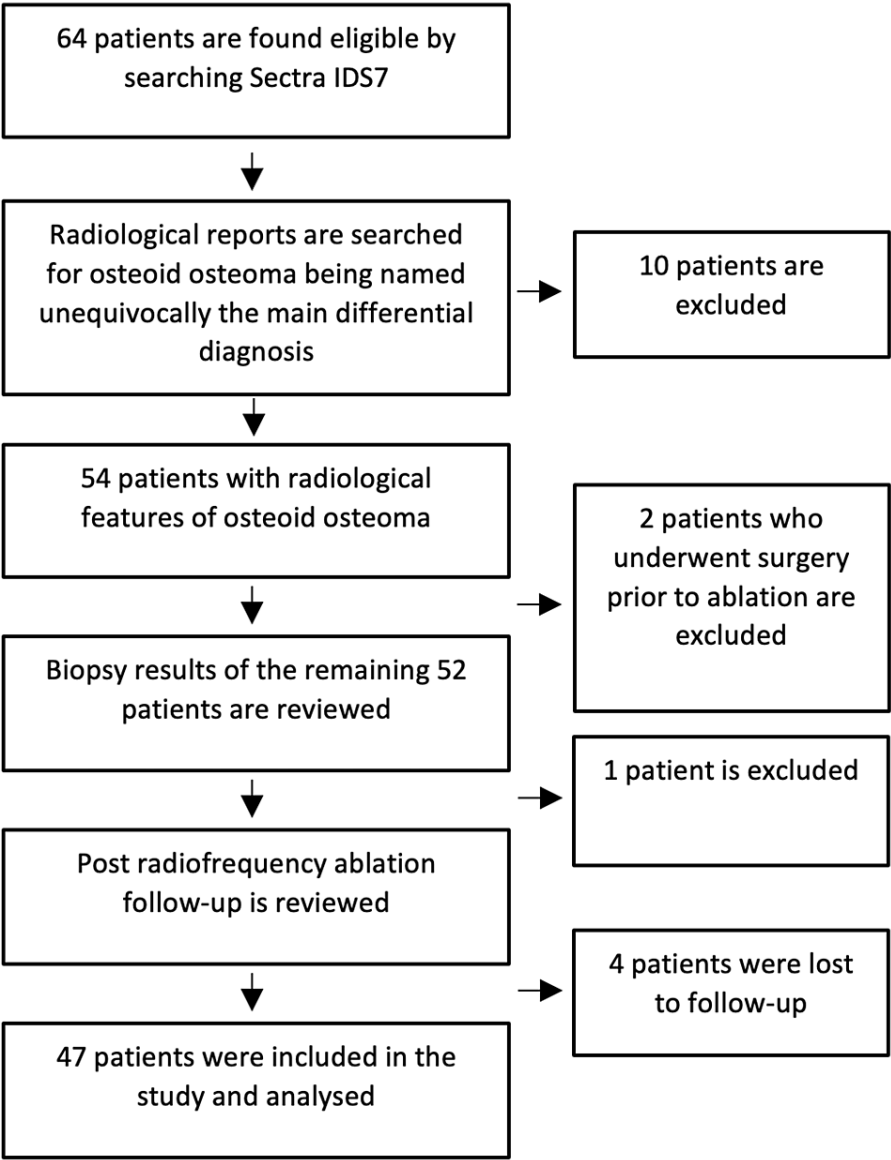 64 patients are found eligible by
searching Sectra IDS7
Radiological reports are searched
for osteoid osteoma being named
unequivocally the main differential
diagnosis
10 patients are
excluded
54 patients with radiological
features of osteoid osteoma
2 patients who
underwent surgery
prior to ablation are
excluded
Biopsy results of the remaining 52
patients are reviewed
1 patient is excluded
Post radiofrequency ablation
follow-up is reviewed
4 patients were lost
to follow-up
47 patients were included in the
study and analysed